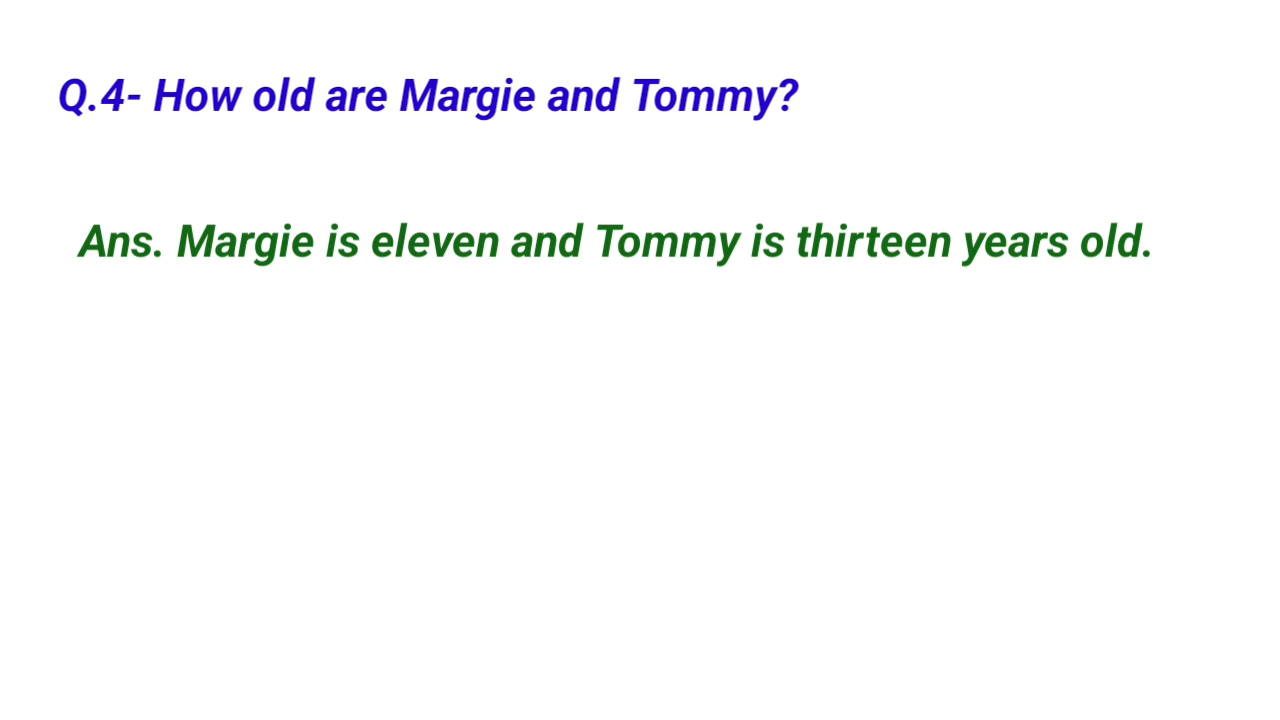 Q.4- How old are Margie and Tommy?
Ans. Margie is eleven and Tommy is thirteen years old.